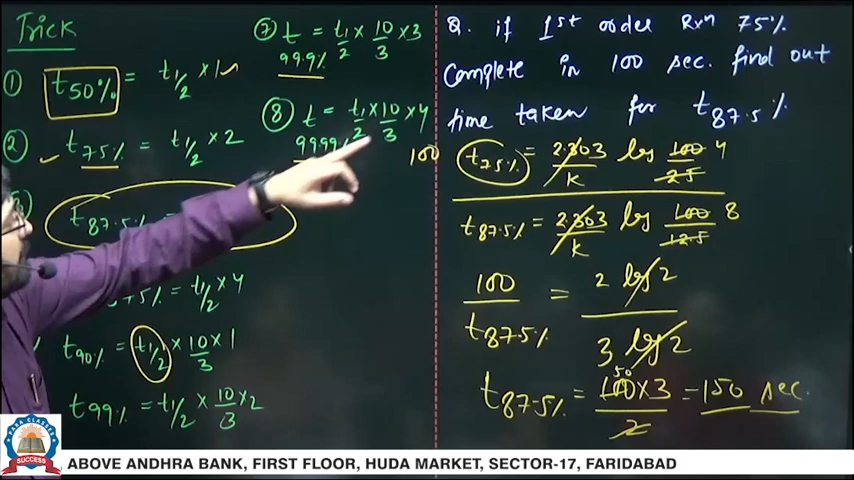 Trick
① t50% = t1/2 × 1
② t75% = t1/2 × 2
t87.5% =
75% = t1/2 × 4
t90% = t1/2 × 10/3 × 1
t99% = t1/2 × 10/3 × 2
⑦ t 99.9% = t1/2 × 10/3 × 3
⑧ t 99.99% = t1/2 × 10/3 × 4
Q. if 1st order Rxn 75%
Complete in 100 sec. find out
time taken for t87.5%
100 t75% = 2.303/K log 100/25 4
t87.5% = 2.303/K log 100/12.5 8
100/t87.5% = 2 log 2/3 log 2
t87.5% = 100×3/2 50 = 150 sec.
PARA CLASSES
SUCCESS
ABOVE ANDHRA BANK, FIRST FLOOR, HUDA MARKET, SECTOR-17, FARIDABAD